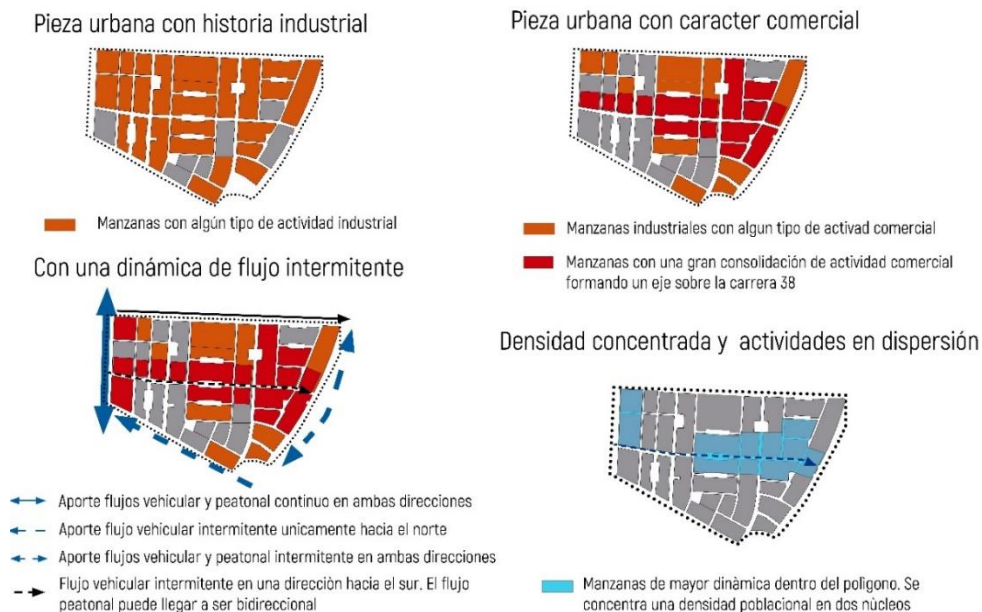 Pieza urbana con historia industrial
Manzanas con algún tipo de actividad industrial
Pieza urbana con caracter comercial
Manzanas industriales con algun tipo de activad comercial
Manzanas con una gran consolidación de actividad comercial
formando un eje sobre la carrera 38
Con una dinámica de flujo intermitente
Aporte flujos vehicular y peatonal continuo en ambas direcciones
Aporte flujo vehicular intermitente unicamente hacia el norte
Aporte flujos vehicular y peatonal intermitente en ambas direcciones
Flujo vehicular intermitente en una direcciòn hacia el sur. El flujo
peatonal puede llegar a ser bidireccional
Densidad concentrada y actividades en dispersión
Manzanas de mayor dinàmica dentro del polìgono. Se
concentra una densidad poblacional en dos núcleos